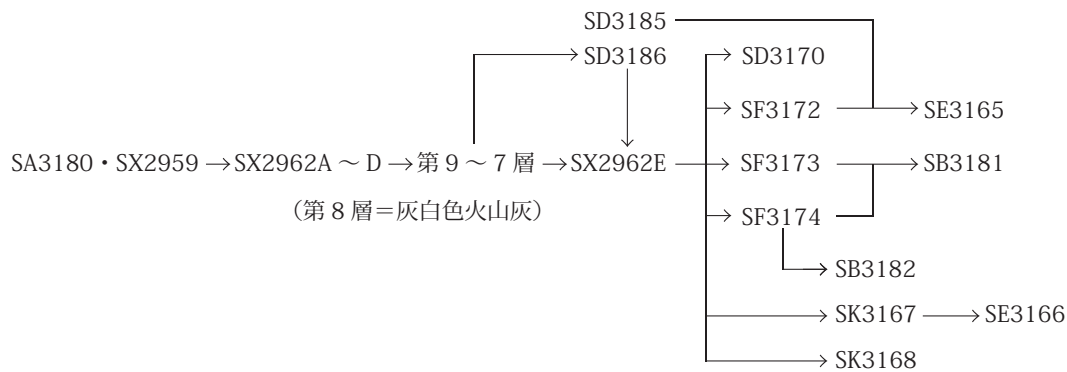 SD3185
SD3186
SD3170
SF3172
SE3165
SA3180・SX2959
SX2962A ～ D
第 9 ～ 7 層
SX2962E
SF3173
SB3181
（第 8 層＝灰白色火山灰）
SF3174
SB3182
SK3167
SE3166
SK3168